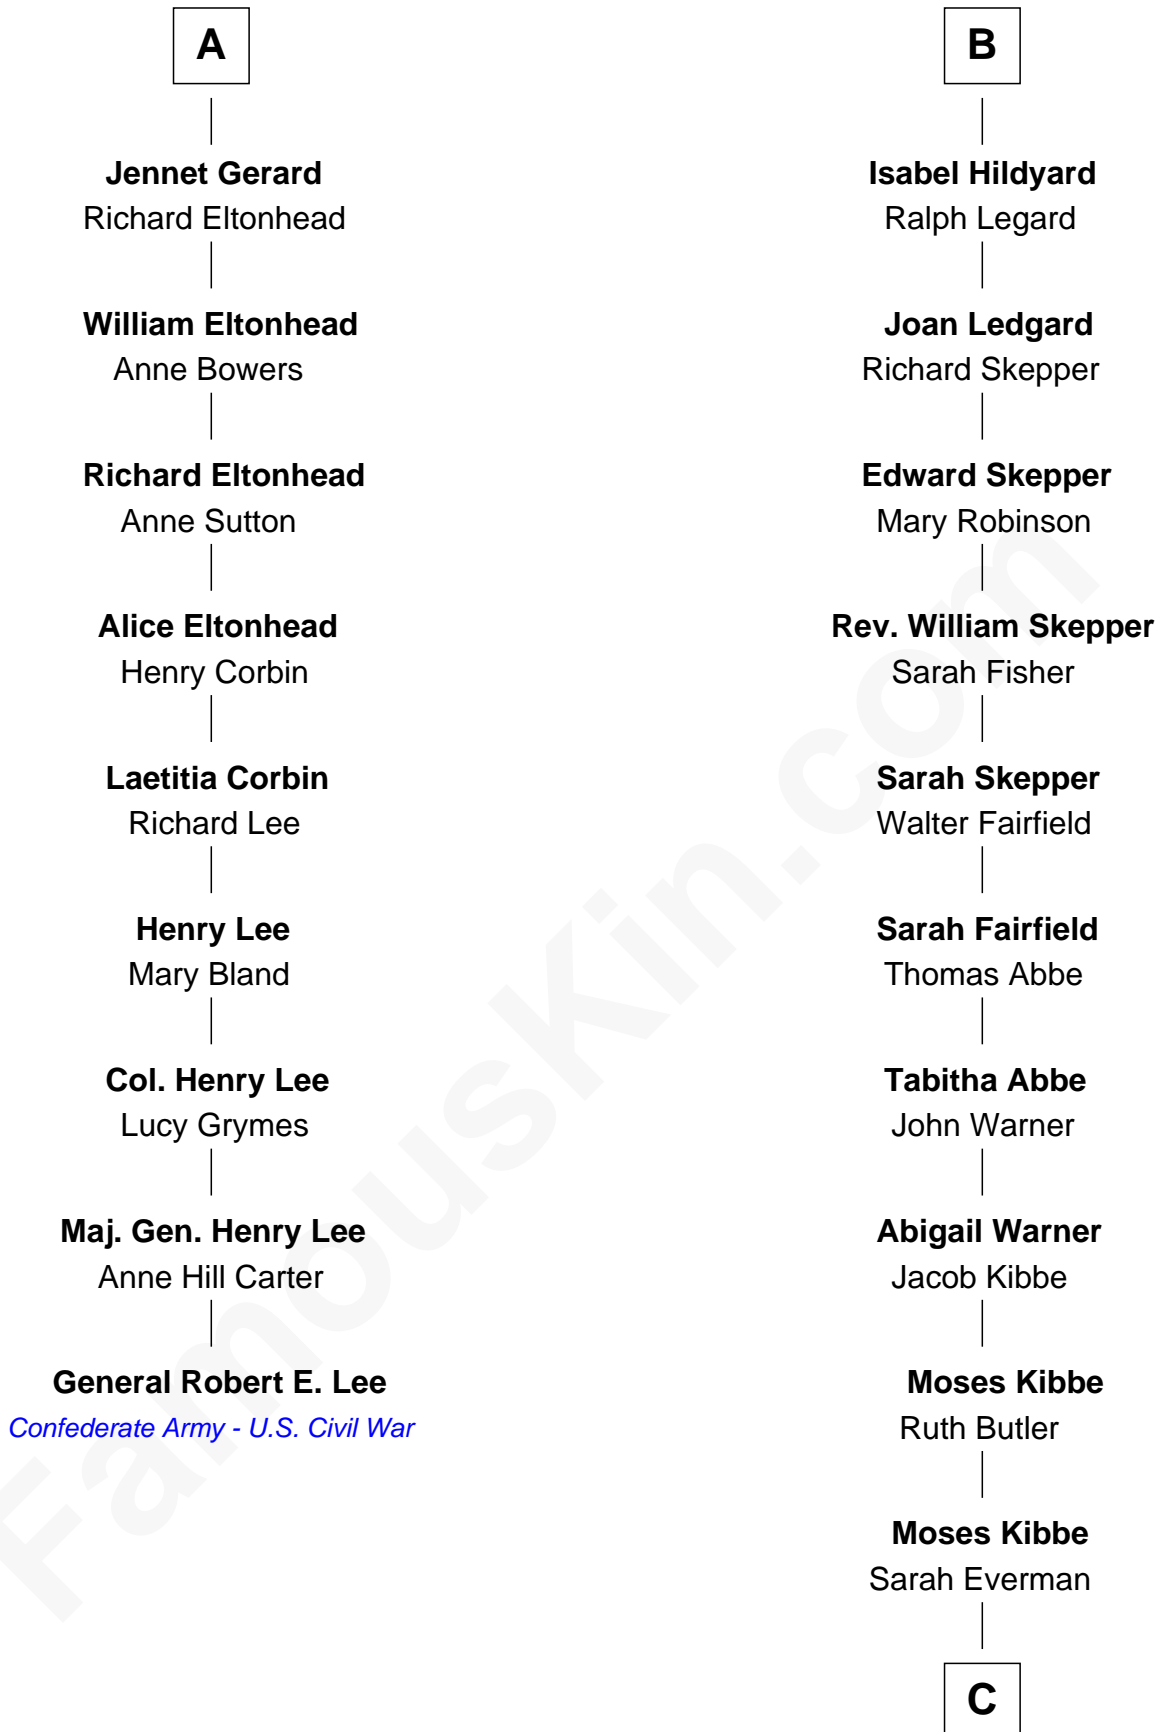 A
Jennet Gerard
Richard Eltonhead
William Eltonhead
Anne Bowers
Richard Eltonhead
Anne Sutton
Alice Eltonhead
Henry Corbin
Laetitia Corbin
Richard Lee
Henry Lee
Mary Bland
Col. Henry Lee
Lucy Grymes
Maj. Gen. Henry Lee
Anne Hill Carter
General Robert E. Lee
Confederate Army - U.S. Civil War
B
Isabel Hildyard
Ralph Legard
Joan Ledgard
Richard Skepper
Edward Skepper
Mary Robinson
Rev. William Skepper
Sarah Fisher
Sarah Skepper
Walter Fairfield
Sarah Fairfield
Thomas Abbe
Tabitha Abbe
John Warner
Abigail Warner
Jacob Kibbe
Moses Kibbe
Ruth Butler
Moses Kibbe
Sarah Everman
C
FamousKin.com